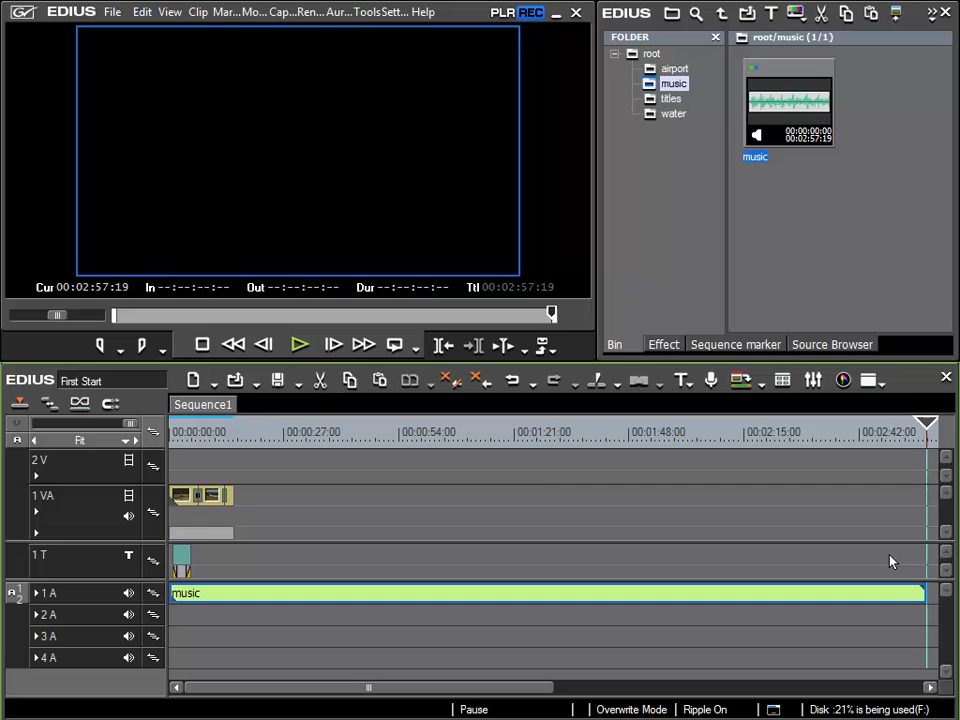 File Edit View Clip Mar...Mo... Cap...Ren... Aur...ToolsSett... Help
PLR REC
Cur 00:02:57:19 In --:--:--:-- Out --:--:--:-- Dur --:--:--:-- Ttl 00:02:57:19
EDIUS
FOLDER
root
airport
music
titles
water
root/music (1/1)
00:00:00:00
00:02:57:19
music
Bin Effect Sequence marker Source Browser
EDIUS First Start
Sequence1
Fit
00:00:00:00 00:00:27:00 00:00:54:00 00:01:21:00 00:01:48:00 00:02:15:00 00:02:42:00
2 V
1 VA
1 T T
1 2 1 A music
2 A
3 A
4 A
Pause Overwrite Mode Ripple On Disk :21% is being used(F:)